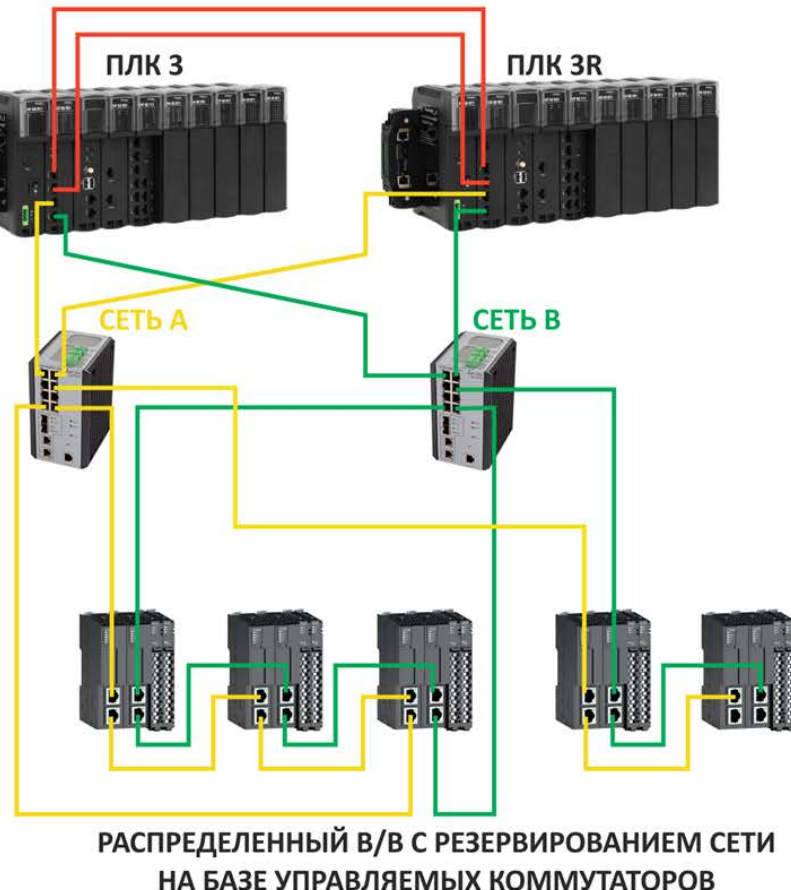 ПЛК 3
ПЛК 3R
СЕТЬ A
СЕТЬ B
РАСПРЕДЕЛЕННЫЙ В/В С РЕЗЕРВИРОВАНИЕМ СЕТИ
НА БАЗЕ УПРАВЛЯЕМЫХ КОММУТАТОРОВ